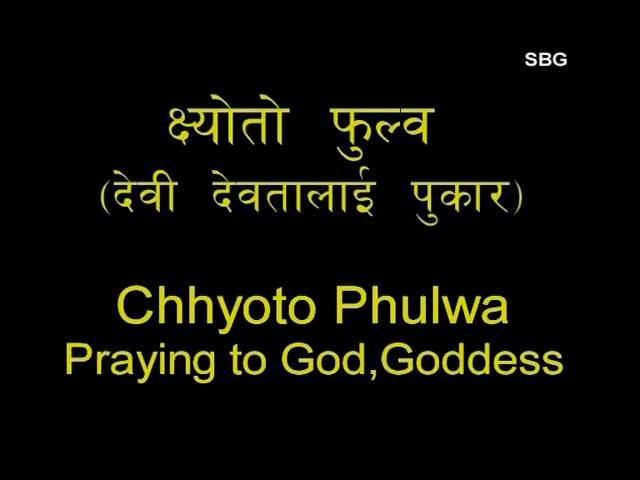 SBG
क्ष्योतो फुल्व
(देवी देवतालाई पुकार)
Chhyoto Phulwa
Praying to God,Goddess